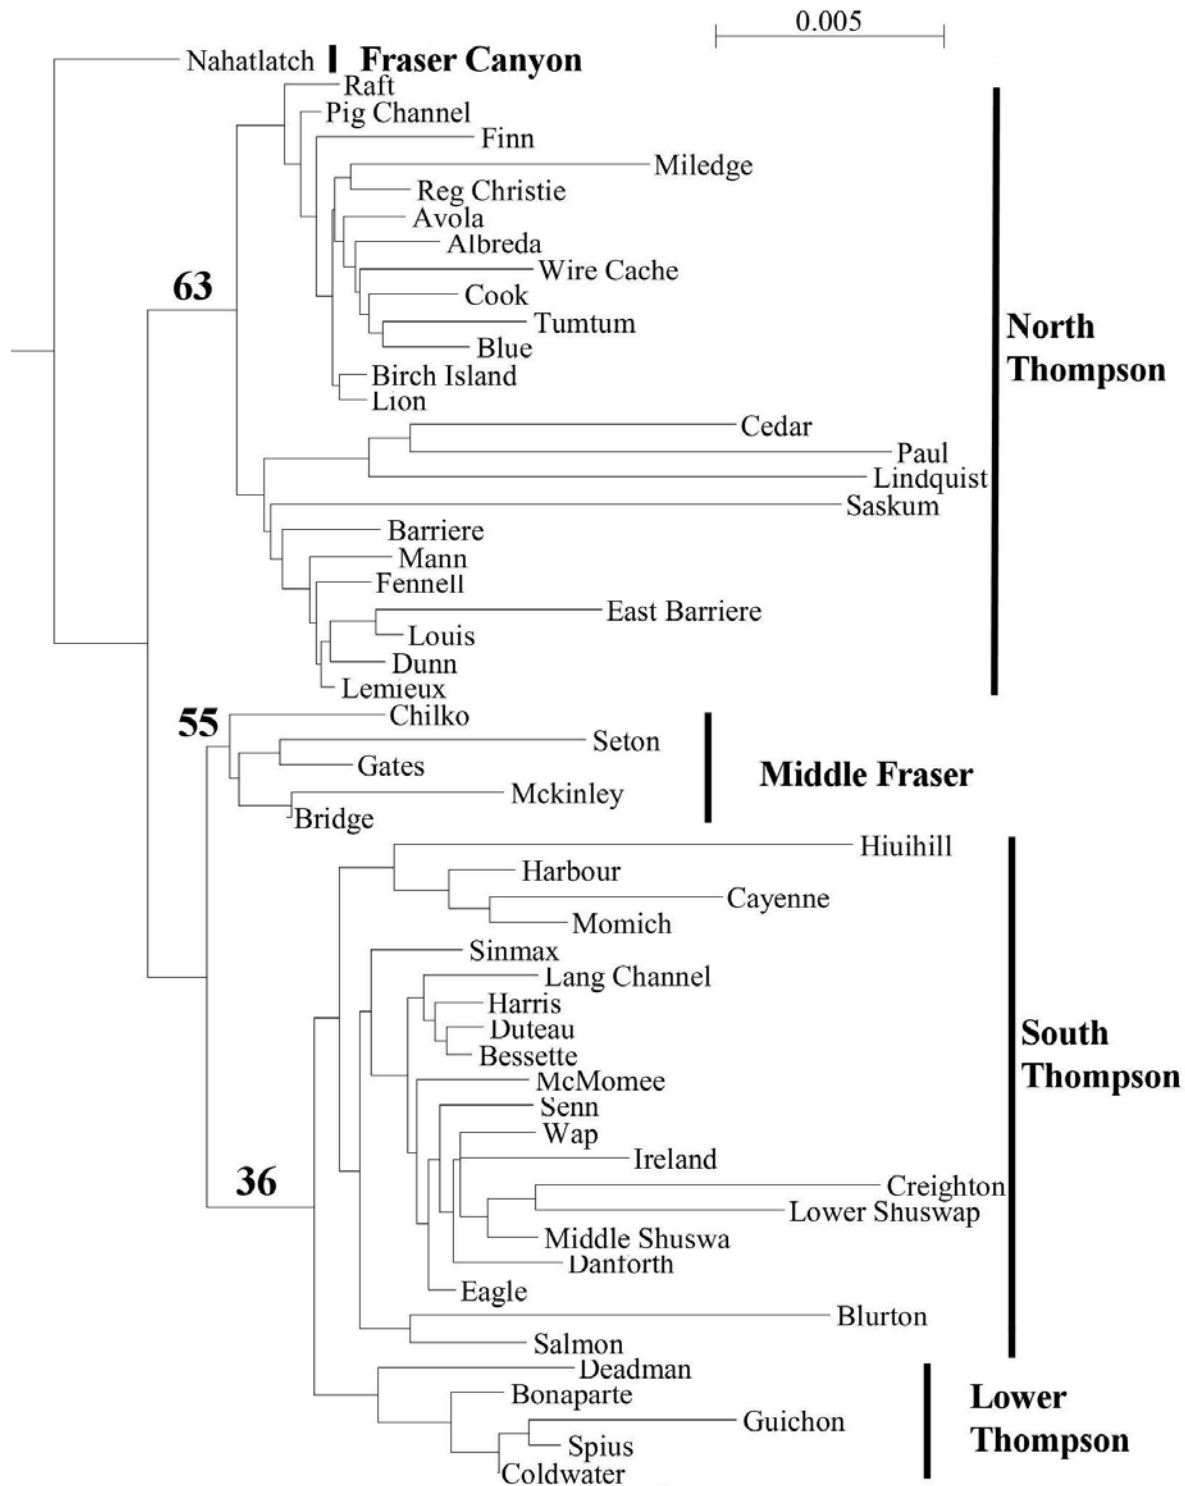 0.005
Nahatlatch
Fraser Canyon
Raft
Pig Channel
Finn
Miledge
Reg Christie
Avola
Albreda
Wire Cache
63
Cook
Tumtum
North
Thompson
Blue
Birch Island
Lion
Cedar
Paul
Lindquist
Saskum
Barriere
Mann
Fennell
East Barriere
Louis
Dunn
Lemieux
55
Chilko
Seton
Gates
Middle Fraser
Mckinley
Bridge
Hiuihill
Harbour
Cayenne
Momich
Sinmax
Lang Channel
Harris
Duteau
South
Thompson
Bessette
McMomee
Senn
Wap
Ireland
36
Creighton
Lower Shuswap
Middle Shuswa
Danforth
Eagle
Blurton
Salmon
Deadman
Bonaparte
Lower
Thompson
Guichon
Spius
Coldwater